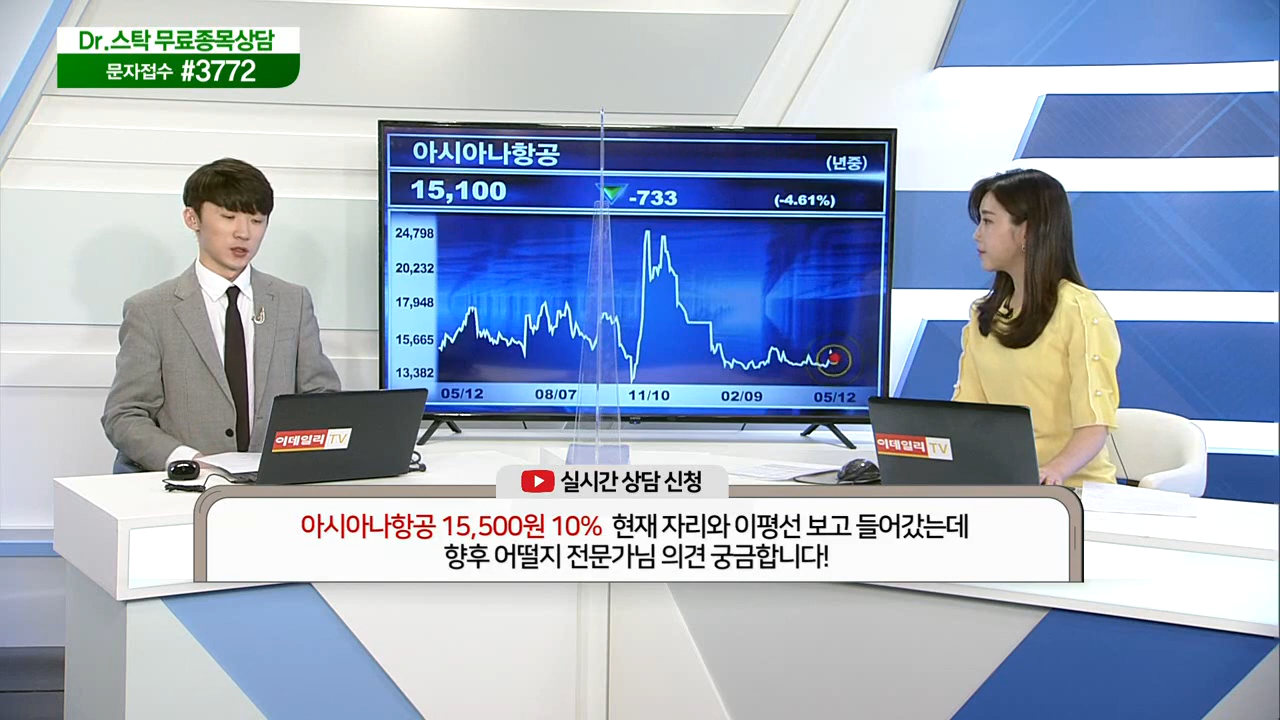 Dr.스탁 무료종목상담
문자접수 #3772
아시아나항공
(년중)
15,100 -733 (-4.61%)
24,798
20,232
17,948
15,665
13,382
05/12 08/07 11/10 02/09 05/12
이데일리 TV
이데일리 TV
실시간 상담 신청
아시아나항공 15,500원 10% 현재 자리와 이평선 보고 들어갔는데
향후 어떨지 전문가님 의견 궁금합니다!